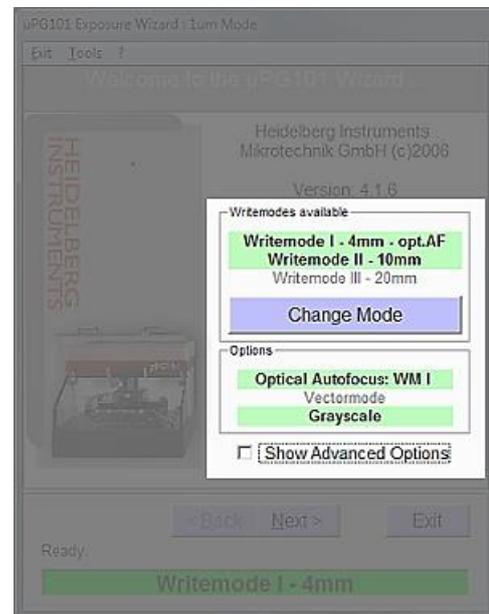 uPG101 Exposure Wizard : 1um Mode
Exit Tools ?
Welcome to the uPG101 Wizard
HEIDELBERG
INSTRUMENTS
Heidelberg Instruments
Mikrotechnik GmbH (c)2006
Version: 4.1.6
Writemodes available
Writemode I - 4mm - opt.AF
Writemode II - 10mm
Writemode III - 20mm
Change Mode
Options
Optical Autofocus: WM I
Vectormode
Grayscale
Show Advanced Options
< Back Next > Exit
Ready.
Writemode I - 4mm